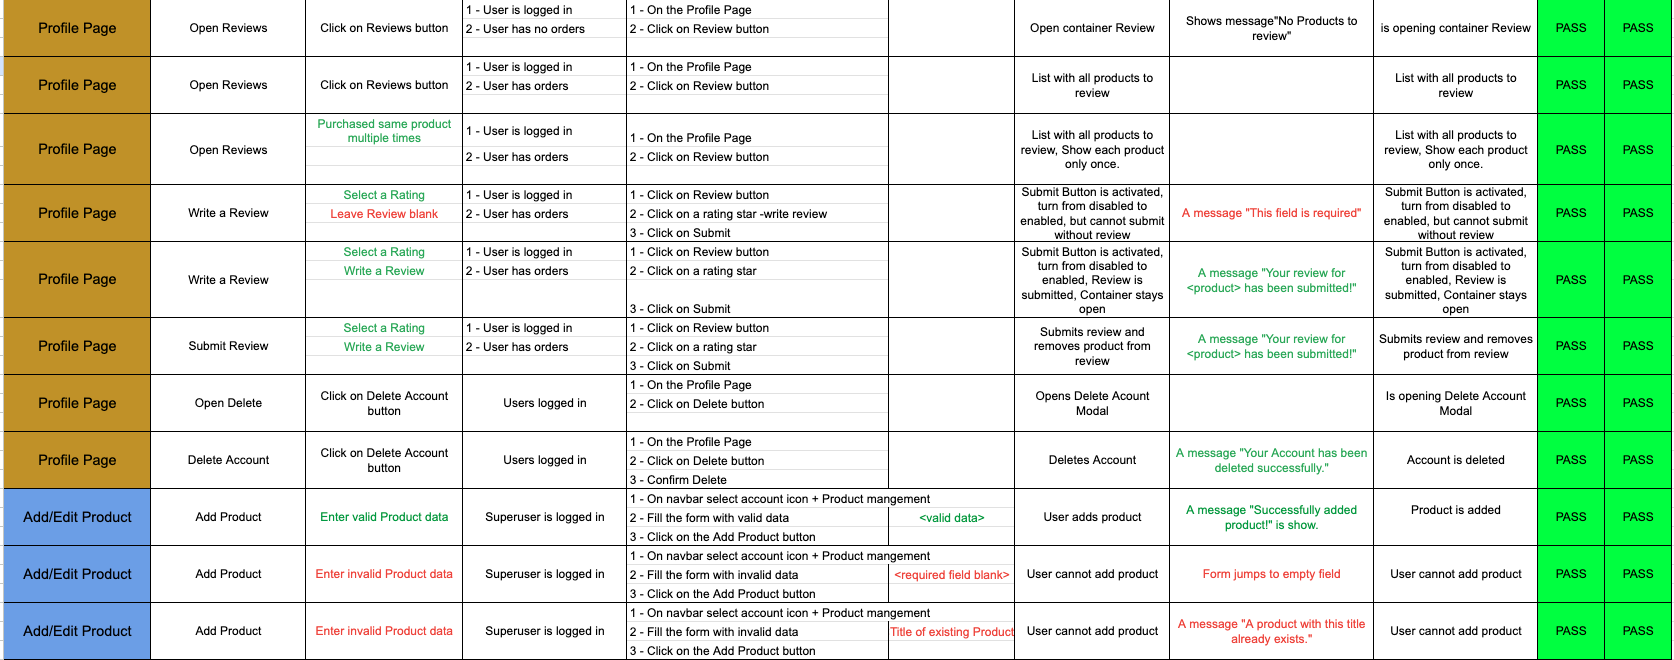 Profile Page
Open Reviews
Click on Reviews button
1 - User is logged in
2 - User has no orders
1 - On the Profile Page
2 - Click on Review button
Open container Review
Shows message"No Products to
review"
is opening container Review
PASS
PASS
Profile Page
Open Reviews
Click on Reviews button
1 - User is logged in
2 - User has orders
1 - On the Profile Page
2 - Click on Review button
List with all products to
review
List with all products to
review
PASS
PASS
Profile Page
Open Reviews
Purchased same product
multiple times
1 - User is logged in
2 - User has orders
1 - On the Profile Page
2 - Click on Review button
List with all products to
review, Show each product
only once.
List with all products to
review, Show each product
only once.
PASS
PASS
Profile Page
Write a Review
Select a Rating
Leave Review blank
1 - User is logged in
2 - User has orders
1 - Click on Review button
2 - Click on a rating star -write review
3 - Click on Submit
Submit Button is activated,
turn from disabled to
enabled, but cannot submit
without review
A message "This field is required"
Submit Button is activated,
turn from disabled to
enabled, but cannot submit
without review
PASS
PASS
Profile Page
Write a Review
Select a Rating
Write a Review
1 - User is logged in
2 - User has orders
1 - Click on Review button
2 - Click on a rating star
3 - Click on Submit
Submit Button is activated,
turn from disabled to
enabled, Review is
submitted, Container stays
open
A message "Your review for
<product> has been submitted!"
Submit Button is activated,
turn from disabled to
enabled, Review is
submitted, Container stays
open
PASS
PASS
Profile Page
Submit Review
Select a Rating
Write a Review
1 - User is logged in
2 - User has orders
1 - Click on Review button
2 - Click on a rating star
3 - Click on Submit
Submits review and
removes product from
review
A message "Your review for
<product> has been submitted!"
Submits review and removes
product from review
PASS
PASS
Profile Page
Open Delete
Click on Delete Account
button
Users logged in
1 - On the Profile Page
2 - Click on Delete button
Opens Delete Acount
Modal
Is opening Delete Account
Modal
PASS
PASS
Profile Page
Delete Account
Click on Delete Account
button
Users logged in
1 - On the Profile Page
2 - Click on Delete button
3 - Confirm Delete
Deletes Account
A message "Your Account has been
deleted successfully."
Account is deleted
PASS
PASS
Add/Edit Product
Add Product
Enter valid Product data
Superuser is logged in
1 - On navbar select account icon + Product mangement
2 - Fill the form with valid data
3 - Click on the Add Product button
<valid data>
User adds product
A message "Successfully added
product!" is show.
Product is added
PASS
PASS
Add/Edit Product
Add Product
Enter invalid Product data
Superuser is logged in
1 - On navbar select account icon + Product mangement
2 - Fill the form with invalid data
3 - Click on the Add Product button
<required field blank>
User cannot add product
Form jumps to empty field
User cannot add product
PASS
PASS
Add/Edit Product
Add Product
Enter invalid Product data
Superuser is logged in
1 - On navbar select account icon + Product mangement
2 - Fill the form with invalid data
3 - Click on the Add Product button
Title of existing Product
User cannot add product
A message "A product with this title
already exists."
User cannot add product
PASS
PASS